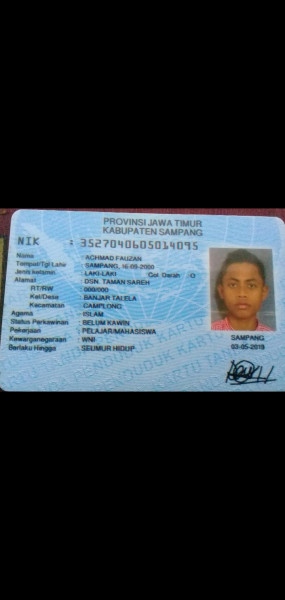 PROVINSI JAWA TIMUR
KABUPATEN SAMPANG
NIK : 3527040605014095
Nama : ACHMAD FAUZAN
Tempat/Tgl Lahir : SAMPANG, 16-05-2000
Jenis kelamin : LAKI-LAKI Gol. Darah : O
Alamat : DSN. TAMAN SAREH
RT/RW : 000/000
Kel/Desa : BANJAR TALELA
Kecamatan : CAMPLONG
Agama : ISLAM
Status Perkawinan : BELUM KAWIN
Pekerjaan : PELAJAR/MAHASISWA
Kewarganegaraan : WNI
Berlaku Hingga : SEUMUR HIDUP
SAMPANG
03-05-2018